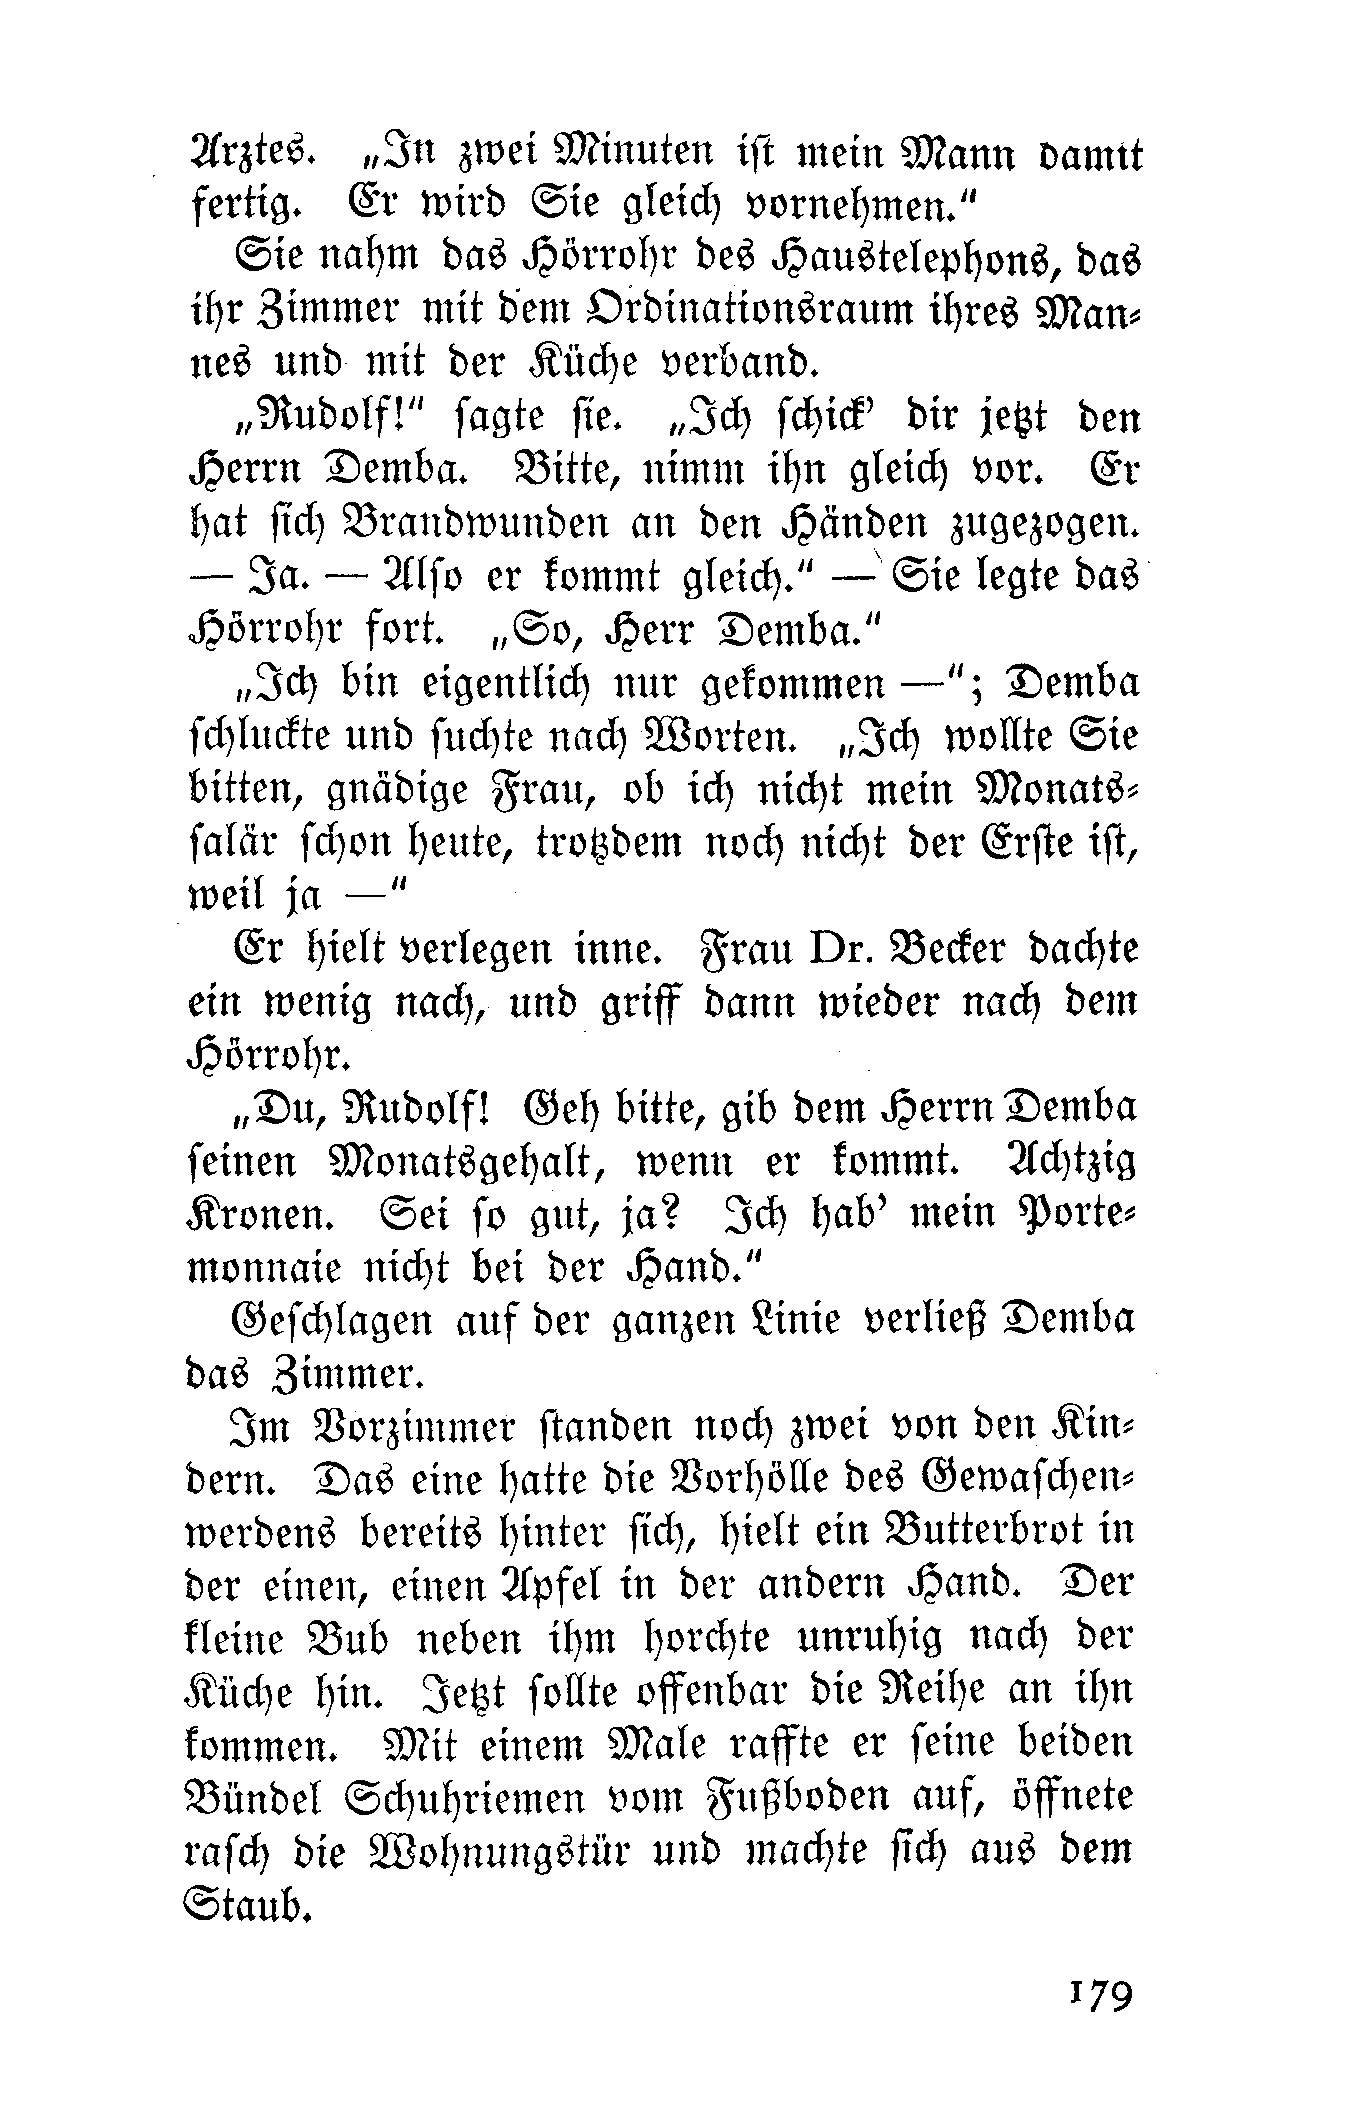 Arztes. „In zwei Minuten ist mein Mann damit
fertig. Er wird Sie gleich vornehmen.“
Sie nahm das Hörrohr des Haustelephons, das
ihr Zimmer mit dem Ordinationsraum ihres Man-
nes und mit der Küche verband.
„Rudolf!“ sagte sie. „Ich schick’ dir jetzt den
Herrn Demba. Bitte, nimm ihn gleich vor. Er
hat sich Brandwunden an den Händen zugezogen.
— Ja. — Also er kommt gleich.“ — Sie legte das
Hörrohr fort. „So, Herr Demba.“
„Ich bin eigentlich nur gekommen —“; Demba
schluckte und suchte nach Worten. „Ich wollte Sie
bitten, gnädige Frau, ob ich nicht mein Monats-
salär schon heute, trotzdem noch nicht der Erste ist,
weil ja —“
Er hielt verlegen inne. Frau Dr. Becker dachte
ein wenig nach, und griff dann wieder nach dem
Hörrohr.
„Du, Rudolf! Geh bitte, gib dem Herrn Demba
seinen Monatsgehalt, wenn er kommt. Achtzig
Kronen. Sei so gut, ja? Ich hab’ mein Porte-
monnaie nicht bei der Hand.“
Geschlagen auf der ganzen Linie verließ Demba
das Zimmer.
Im Vorzimmer standen noch zwei von den Kin-
dern. Das eine hatte die Vorhölle des Gewaschen-
werdens bereits hinter sich, hielt ein Butterbrot in
der einen, einen Apfel in der andern Hand. Der
kleine Bub neben ihm horchte unruhig nach der
Küche hin. Jetzt sollte offenbar die Reihe an ihn
kommen. Mit einem Male raffte er seine beiden
Bündel Schuhriemen vom Fußboden auf, öffnete
rasch die Wohnungstür und machte sich aus dem
Staub.
179